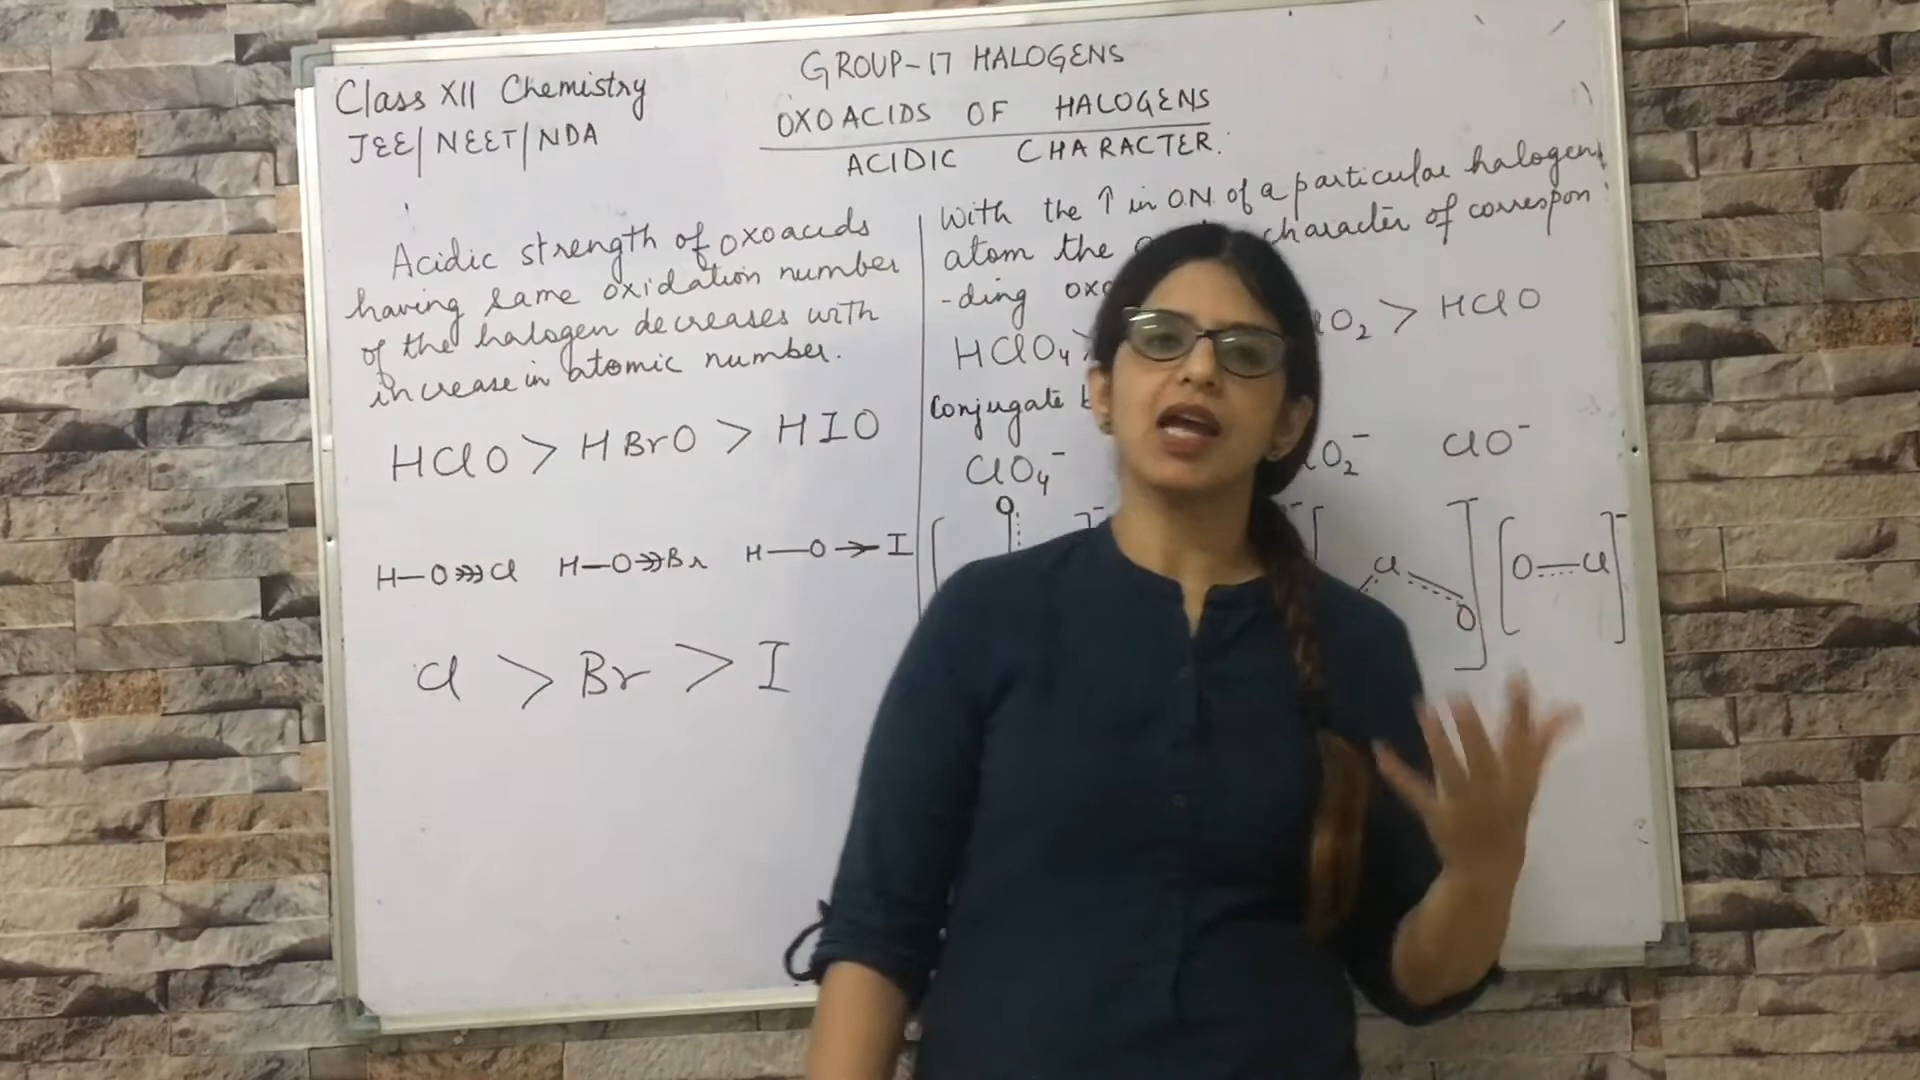 Class XII Chemistry
JEE/NEET/NDA
GROUP-17 HALOGENS
OXOACIDS OF HALOGENS
ACIDIC CHARACTER:
Acidic strength of oxoacids
having same oxidation number
of the halogen decreases with
increase in atomic number.
HClO > HBrO > HIO
H—O⋙Cl H—O≫Br H—O→I
Cl > Br > I
With the ↑ in O.N. of a particular halogen
atom the character of correspon
-ding
HClO₄ > O₂ > HClO
Conjugate
ClO₄⁻ O₂⁻ ClO⁻
O
Cl [O—Cl]⁻
O